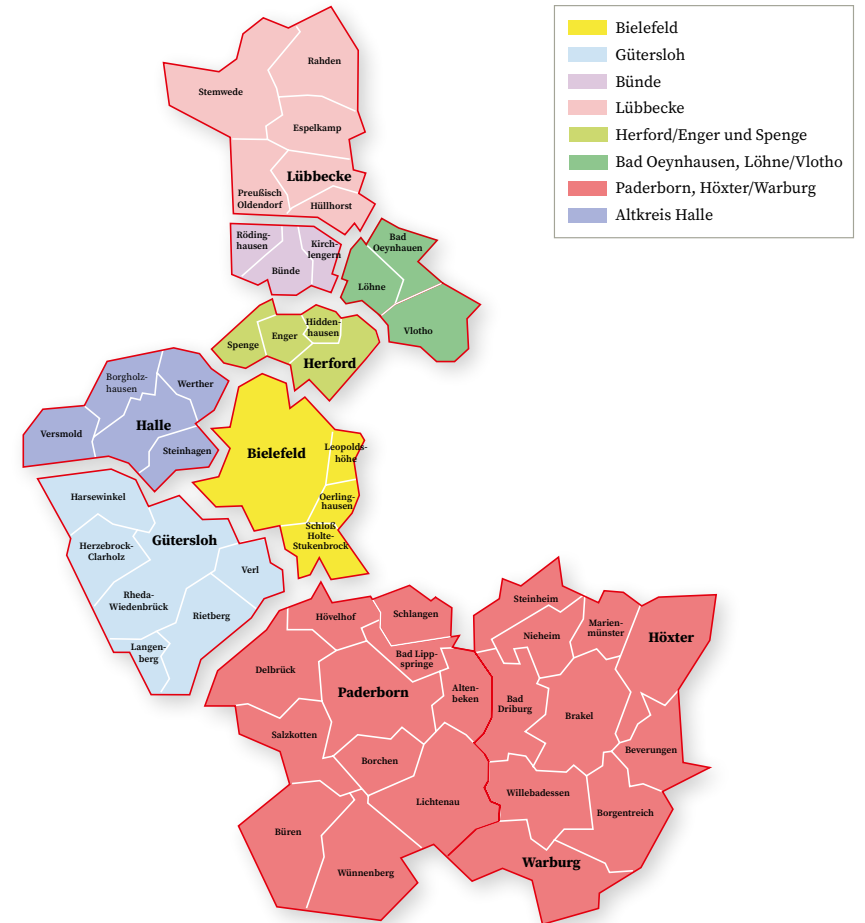 Bielefeld
Gütersloh
Bünde
Lübbecke
Herford/Enger und Spenge
Bad Oeynhausen, Löhne/Vlotho
Paderborn, Höxter/Warburg
Altkreis Halle
Rahden
Stemwede
Espelkamp
Lübbecke
Preußisch
Oldendorf
Hüllhorst
Röding-
hausen
Kirch-
lengern
Bünde
Bad
Oeynhauen
Löhne
Vlotho
Hidden-
hausen
Enger
Spenge
Herford
Borgholz-
hausen
Werther
Versmold
Halle
Steinhagen
Bielefeld
Leopolds-
höhe
Oerling-
hausen
Schloß
Holte-
Stukenbrock
Harsewinkel
Gütersloh
Herzebrock-
Clarholz
Verl
Rheda-
Wiedenbrück
Rietberg
Langen-
berg
Hövelhof
Schlangen
Bad Lipp-
springe
Delbrück
Paderborn
Alten-
beken
Salzkotten
Borchen
Lichtenau
Büren
Wünnenberg
Steinheim
Nieheim
Marien-
münster
Höxter
Bad
Driburg
Brakel
Beverungen
Willebadessen
Borgentreich
Warburg